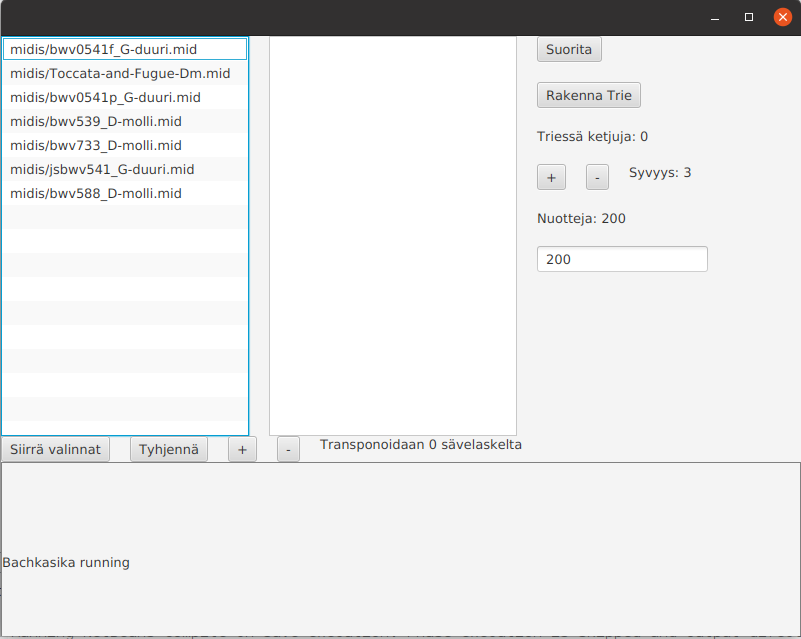 midis/bwv0541f_G-duuri.mid
midis/Toccata-and-Fugue-Dm.mid
midis/bwv0541p_G-duuri.mid
midis/bwv539_D-molli.mid
midis/bwv733_D-molli.mid
midis/jsbwv541_G-duuri.mid
midis/bwv588_D-molli.mid
Suorita
Rakenna Trie
Triessä ketjuja: 0
+ - Syvyys: 3
Nuotteja: 200
200
Siirrä valinnat Tyhjennä + - Transponoidaan 0 sävelaskelta
Bachkasika running